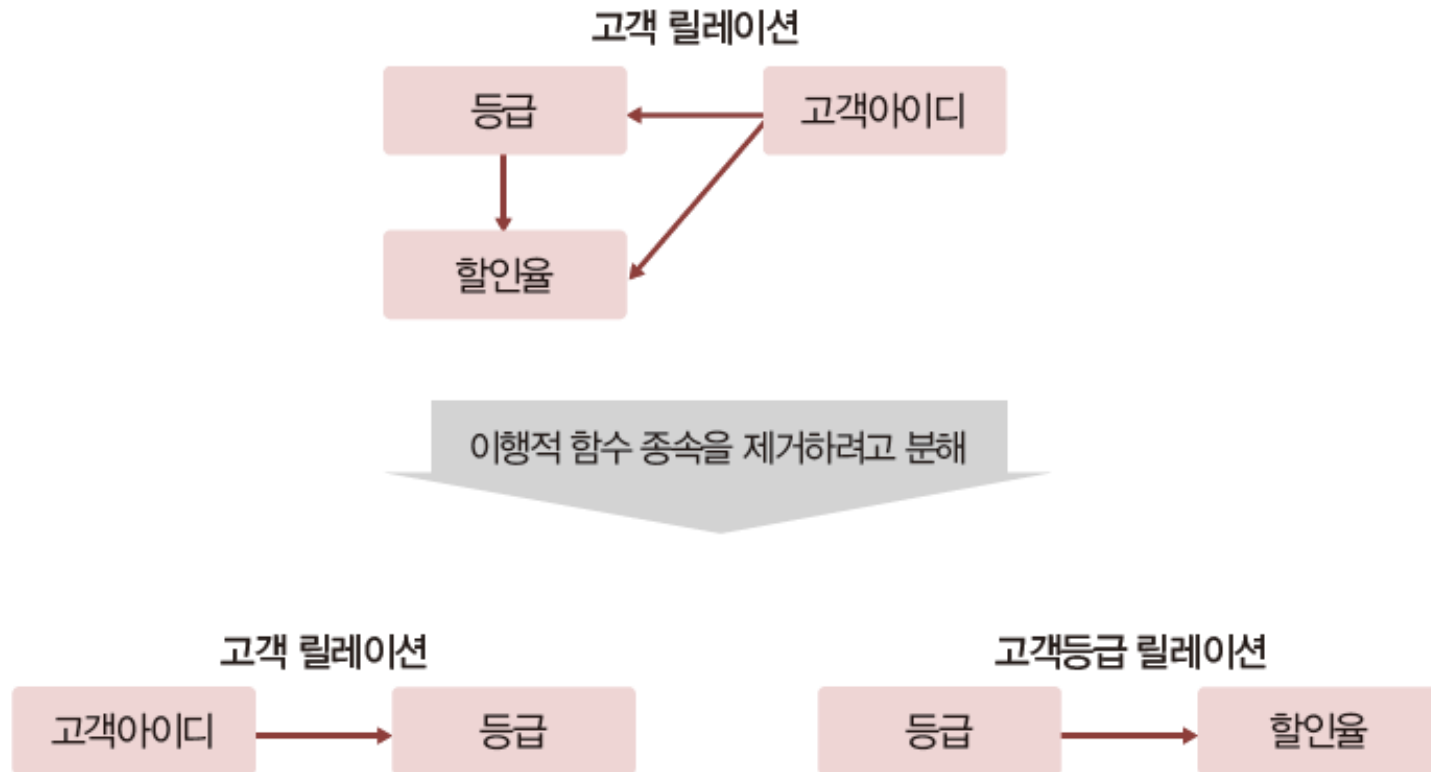 고객 릴레이션
등급
고객아이디
할인율
이행적 함수 종속을 제거하려고 분해
고객 릴레이션
고객등급 릴레이션
고객아이디
등급
등급
할인율